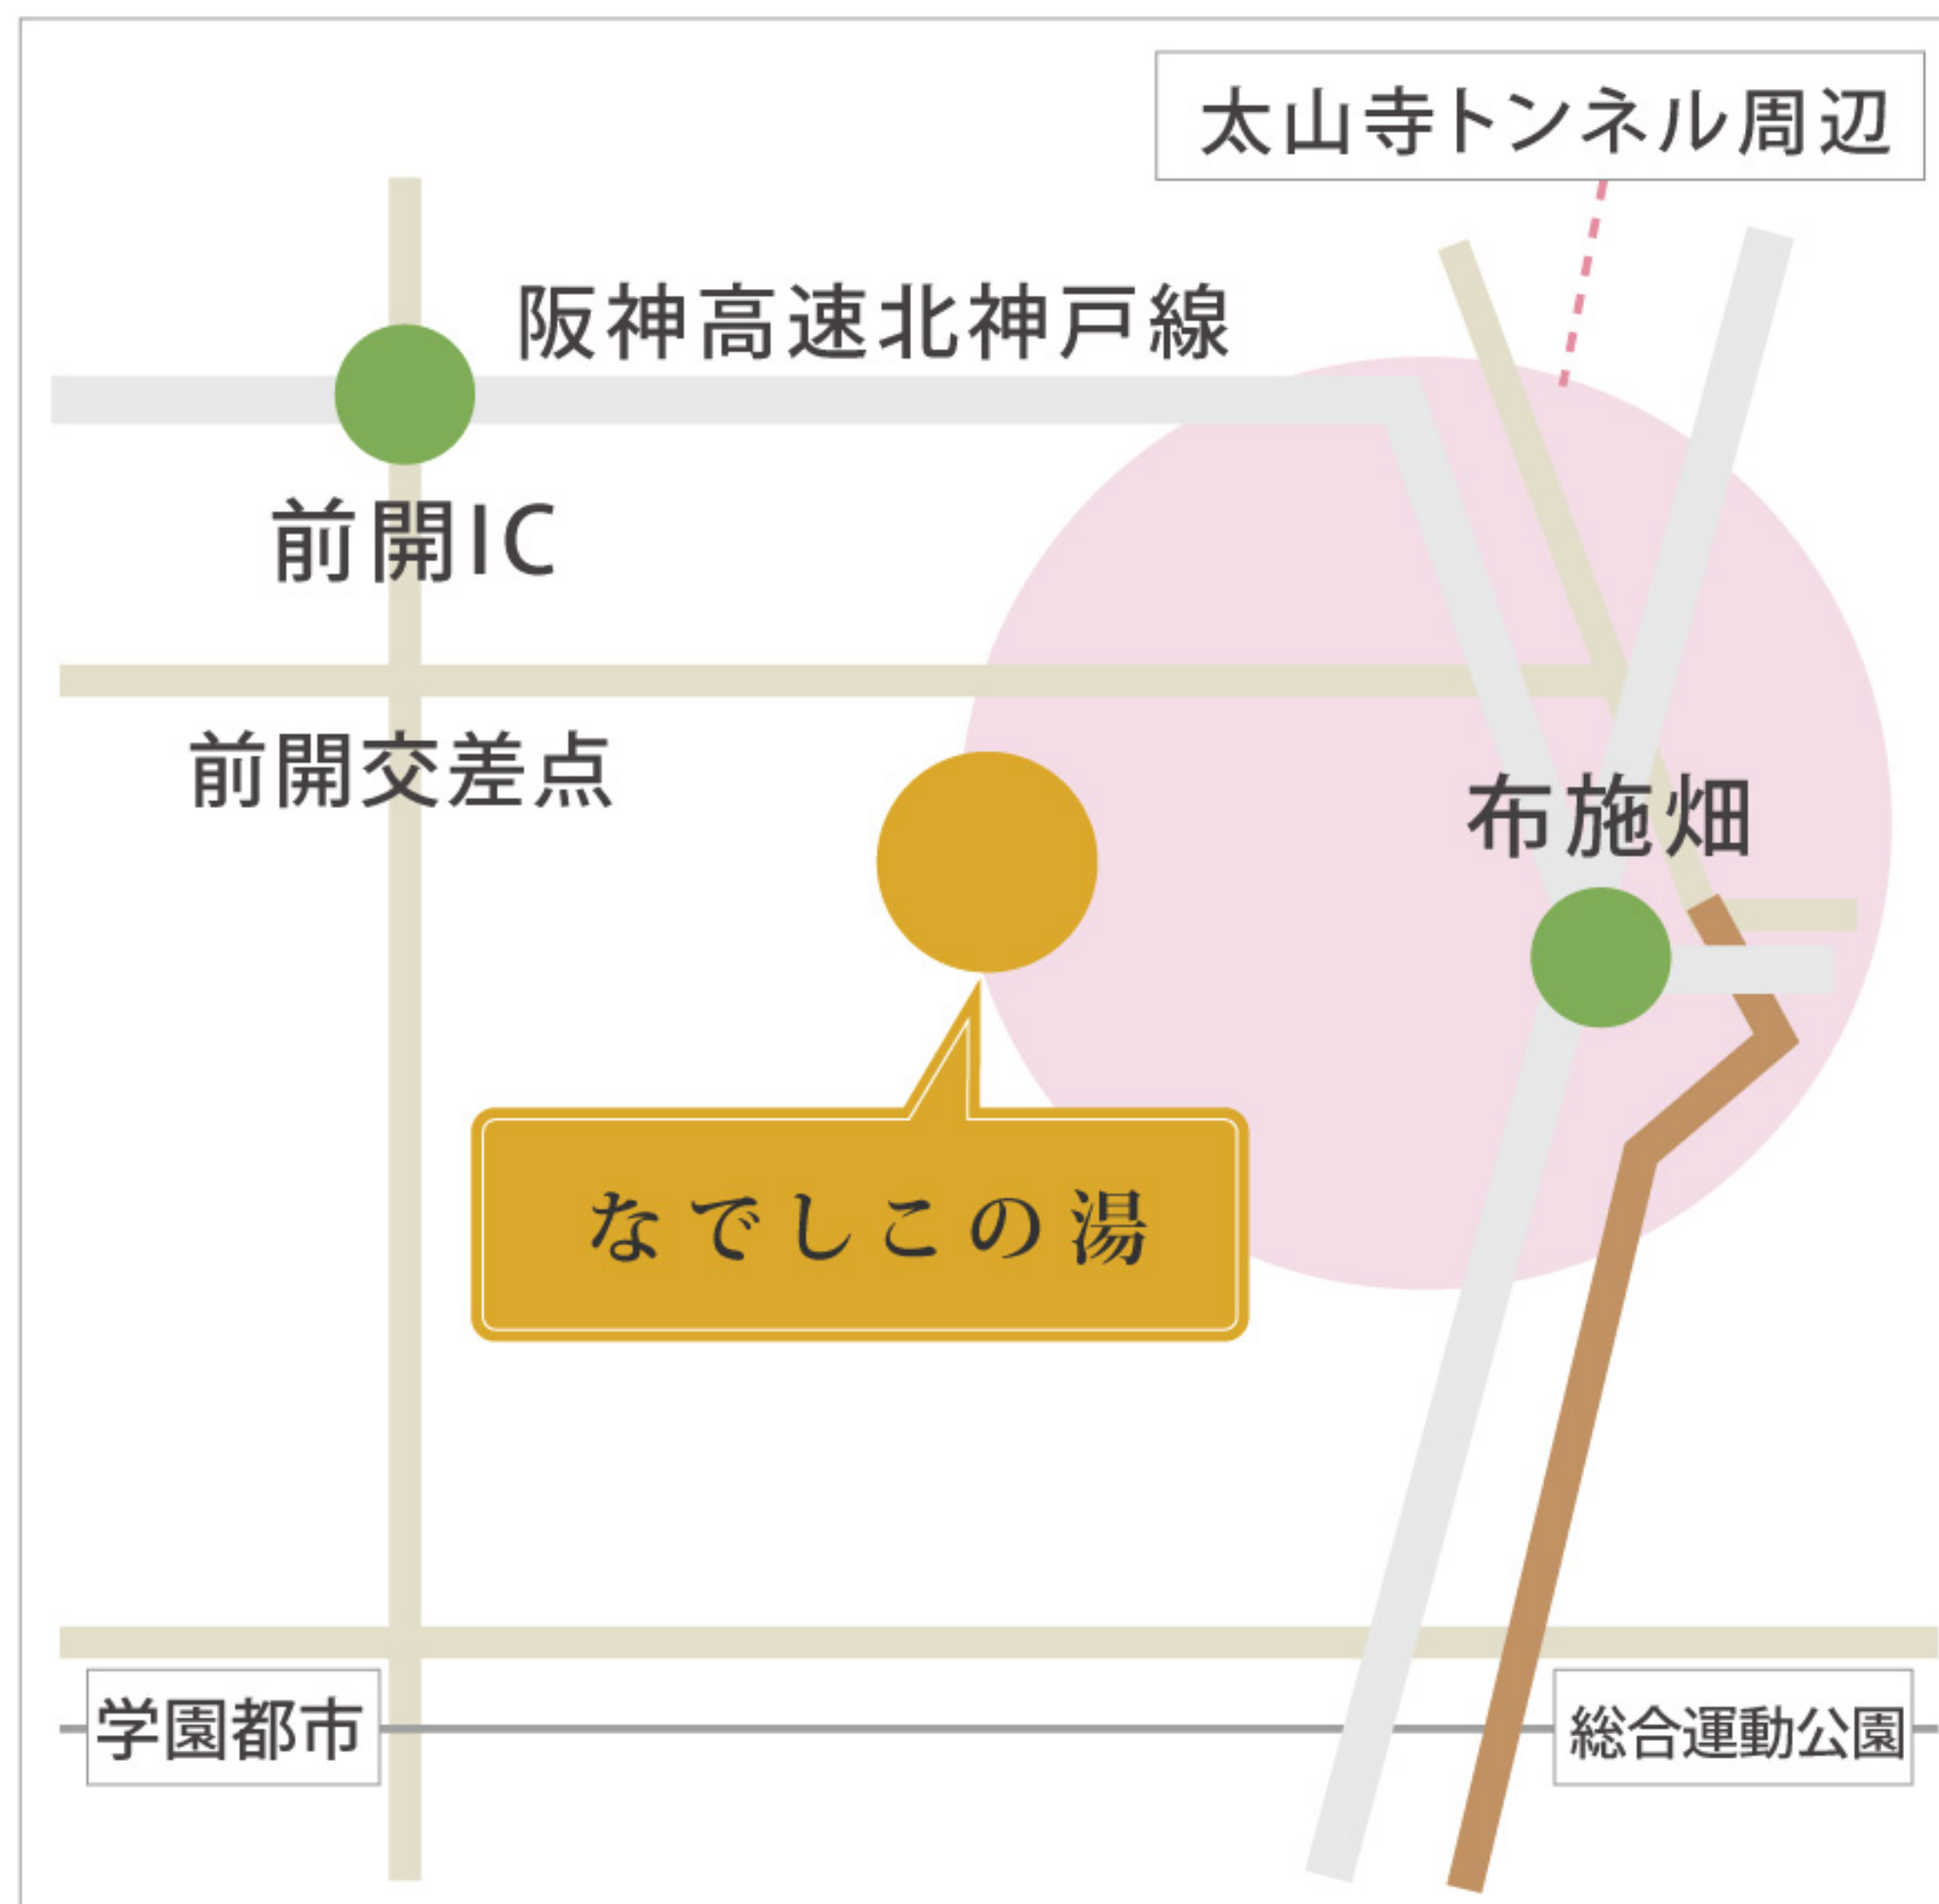 太山寺トンネル周辺
阪神高速北神戸線
前開IC
前開交差点
布施畑
なでしこの湯
学園都市
総合運動公園